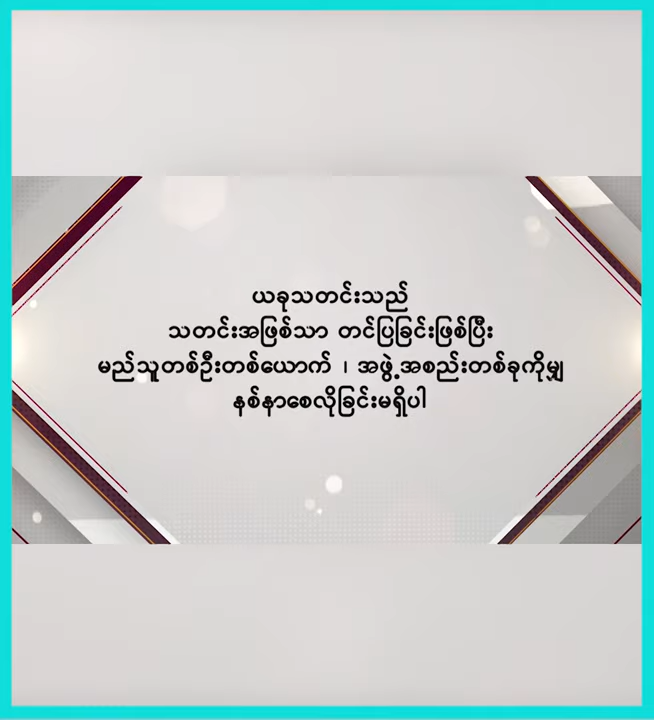 ယခုသတင်းသည်
သတင်းအဖြစ်သာ တင်ပြခြင်းဖြစ်ပြီး
မည်သူတစ်ဦးတစ်ယောက် ၊ အဖွဲ့အစည်းတစ်ခုကိုမျှ
နစ်နာစေလိုခြင်းမရှိပါ